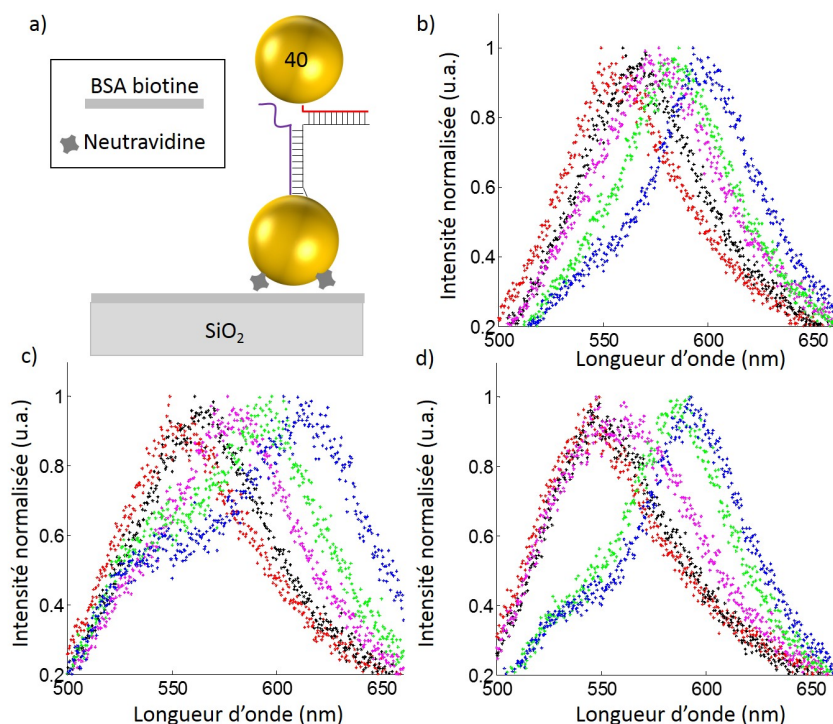 a)
40
BSA biotine
Neutravidine
SiO2
b)
Intensité normalisée (u.a.)
1
0.8
0.6
0.4
0.2
500
550
600
650
Longueur d'onde (nm)
c)
Intensité normalisée (u.a.)
1
0.8
0.6
0.4
0.2
500
550
600
650
Longueur d'onde (nm)
d)
Intensité normalisée (u.a.)
1
0.8
0.6
0.4
0.2
500
550
600
650
Longueur d'onde (nm)